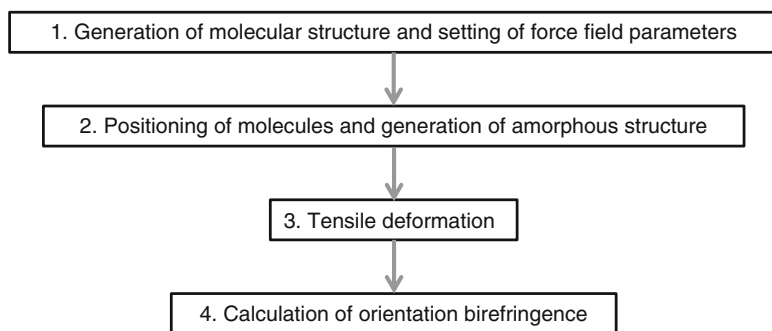 1. Generation of molecular structure and setting of force field parameters
2. Positioning of molecules and generation of amorphous structure
3. Tensile deformation
4. Calculation of orientation birefringence